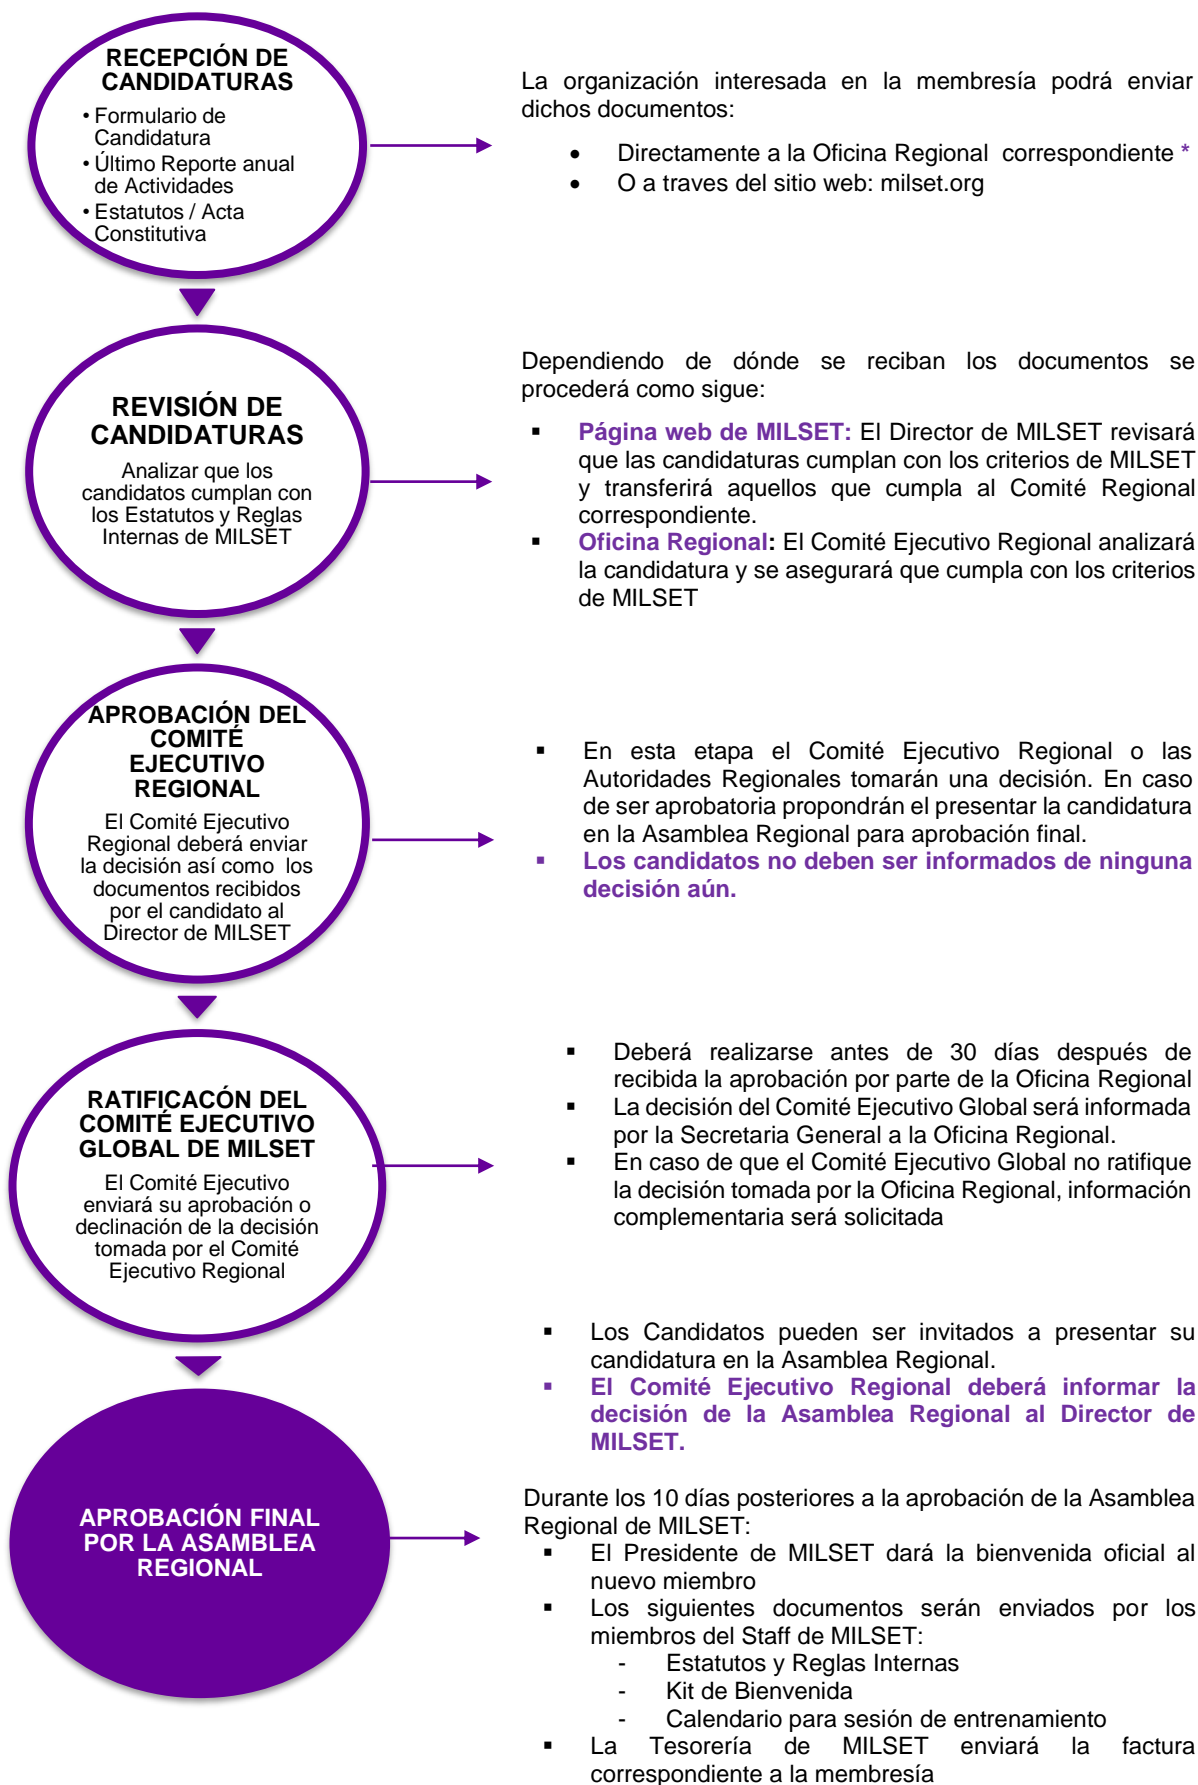 RECEPCIÓN DE
CANDIDATURAS
• Formulario de
Candidatura
• Último Reporte anual
de Actividades
• Estatutos / Acta
Constitutiva
La organización interesada en la membresía podrá enviar
dichos documentos:
• Directamente a la Oficina Regional correspondiente *
• O a traves del sitio web: milset.org
REVISIÓN DE
CANDIDATURAS
Analizar que los
candidatos cumplan con
los Estatutos y Reglas
Internas de MILSET
Dependiendo de dónde se reciban los documentos se
procederá como sigue:
▪ Página web de MILSET: El Director de MILSET revisará
que las candidaturas cumplan con los criterios de MILSET
y transferirá aquellos que cumpla al Comité Regional
correspondiente.
▪ Oficina Regional: El Comité Ejecutivo Regional analizará
la candidatura y se asegurará que cumpla con los criterios
de MILSET
APROBACIÓN DEL
COMITÉ
EJECUTIVO
REGIONAL
El Comité Ejecutivo
Regional deberá enviar
la decisión así como los
documentos recibidos
por el candidato al
Director de MILSET
▪ En esta etapa el Comité Ejecutivo Regional o las
Autoridades Regionales tomarán una decisión. En caso
de ser aprobatoria propondrán el presentar la candidatura
en la Asamblea Regional para aprobación final.
▪ Los candidatos no deben ser informados de ninguna
decisión aún.
RATIFICACÓN DEL
COMITÉ EJECUTIVO
GLOBAL DE MILSET
El Comité Ejecutivo
enviará su aprobación o
declinación de la decisión
tomada por el Comité
Ejecutivo Regional
▪ Deberá realizarse antes de 30 días después de
recibida la aprobación por parte de la Oficina Regional
▪ La decisión del Comité Ejecutivo Global será informada
por la Secretaria General a la Oficina Regional.
▪ En caso de que el Comité Ejecutivo Global no ratifique
la decisión tomada por la Oficina Regional, información
complementaria será solicitada
APROBACIÓN FINAL
POR LA ASAMBLEA
REGIONAL
▪ Los Candidatos pueden ser invitados a presentar su
candidatura en la Asamblea Regional.
▪ El Comité Ejecutivo Regional deberá informar la
decisión de la Asamblea Regional al Director de
MILSET.
Durante los 10 días posteriores a la aprobación de la Asamblea
Regional de MILSET:
▪ El Presidente de MILSET dará la bienvenida oficial al
nuevo miembro
▪ Los siguientes documentos serán enviados por los
miembros del Staff de MILSET:
- Estatutos y Reglas Internas
- Kit de Bienvenida
- Calendario para sesión de entrenamiento
▪ La Tesorería de MILSET enviará la factura
correspondiente a la membresía